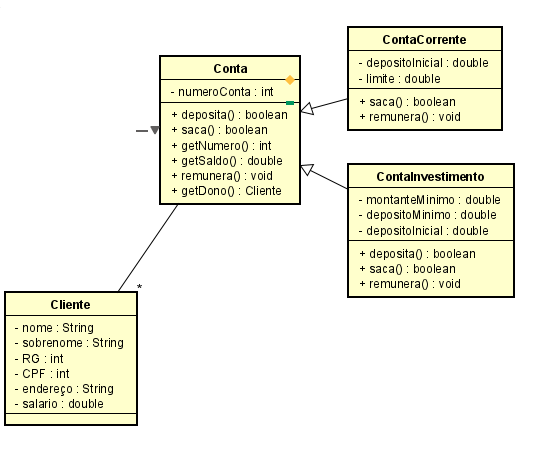 ContaCorrente
- depositoInicial : double
- limite : double
+ saca() : boolean
+ remunera() : void
Conta
- numeroConta : int
+ deposita() : boolean
+ saca() : boolean
+ getNumero() : int
+ getSaldo() : double
+ remunera() : void
+ getDono() : Cliente
ContaInvestimento
- montanteMinimo : double
- depositoMinimo : double
- depositoInicial : double
+ deposita() : boolean
+ saca() : boolean
+ remunera() : void
*
Cliente
- nome : String
- sobrenome : String
- RG : int
- CPF : int
- endereço : String
- salario : double